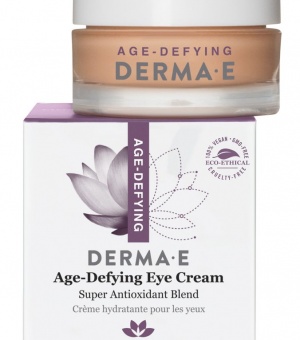 AGE-DEFYING
DERMA·E
AGE-DEFYING
100% VEGAN • GMO-FREE
ECO-ETHICAL
CRUELTY-FREE
DERMA·E
Age-Defying Eye Cream
Super Antioxidant Blend
Crème hydratante pour les yeux